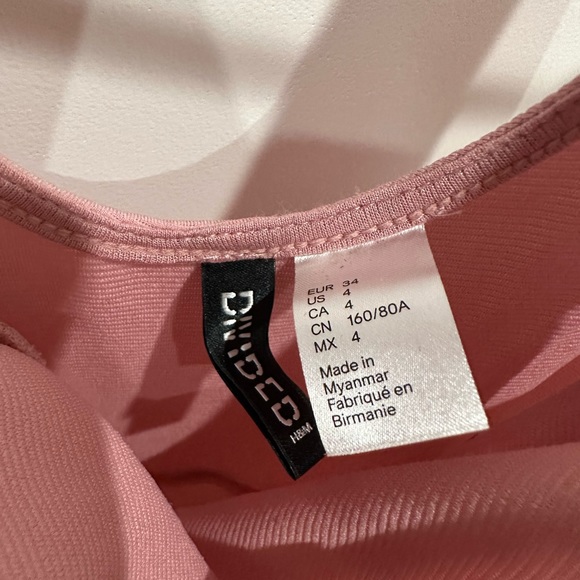 DIVIDED
H&M
EUR 34
US 4
CA 4
CN 160/80A
MX 4
Made in
Myanmar
Fabriqué en
Birmanie